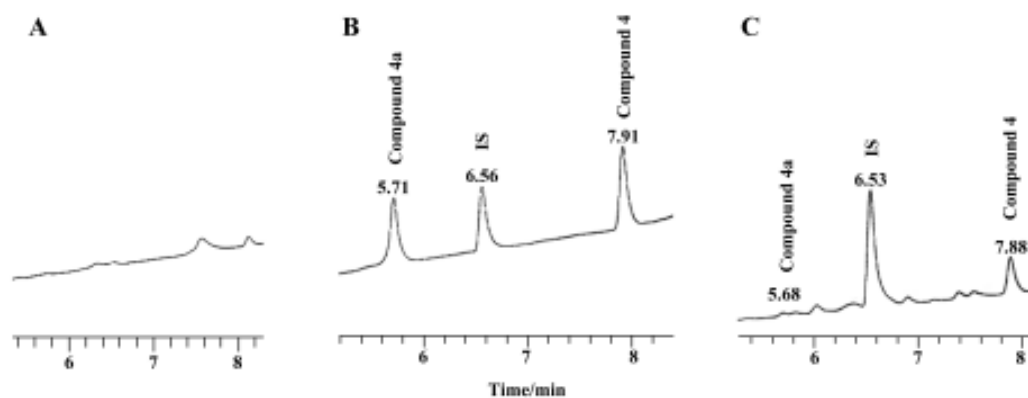 A
6
7
8
B
Compound 4a
5.71
IS
6.56
Compound 4
7.91
6
7
8
Time/min
C
Compound 4a
5.68
IS
6.53
Compound 4
7.88
6
7
8